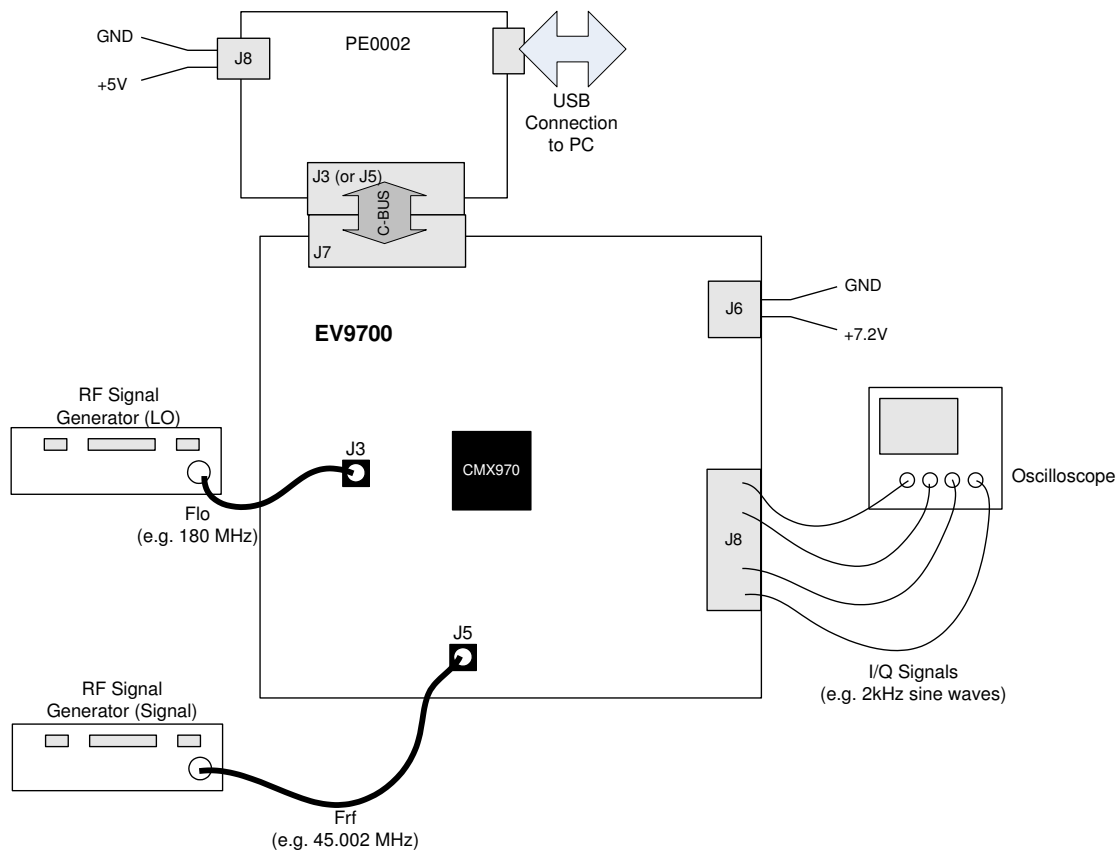 GND
PE0002
J8
+5V
USB
Connection
to PC
J3 (or J5)
C-BUS
J7
GND
J6
EV9700
+7.2V
RF Signal
Generator (LO)
J3
CMX970
Oscilloscope
Flo
(e.g. 180 MHz)
J8
J5
I/Q Signals
(e.g. 2kHz sine waves)
RF Signal
Generator (Signal)
Frf
(e.g. 45.002 MHz)